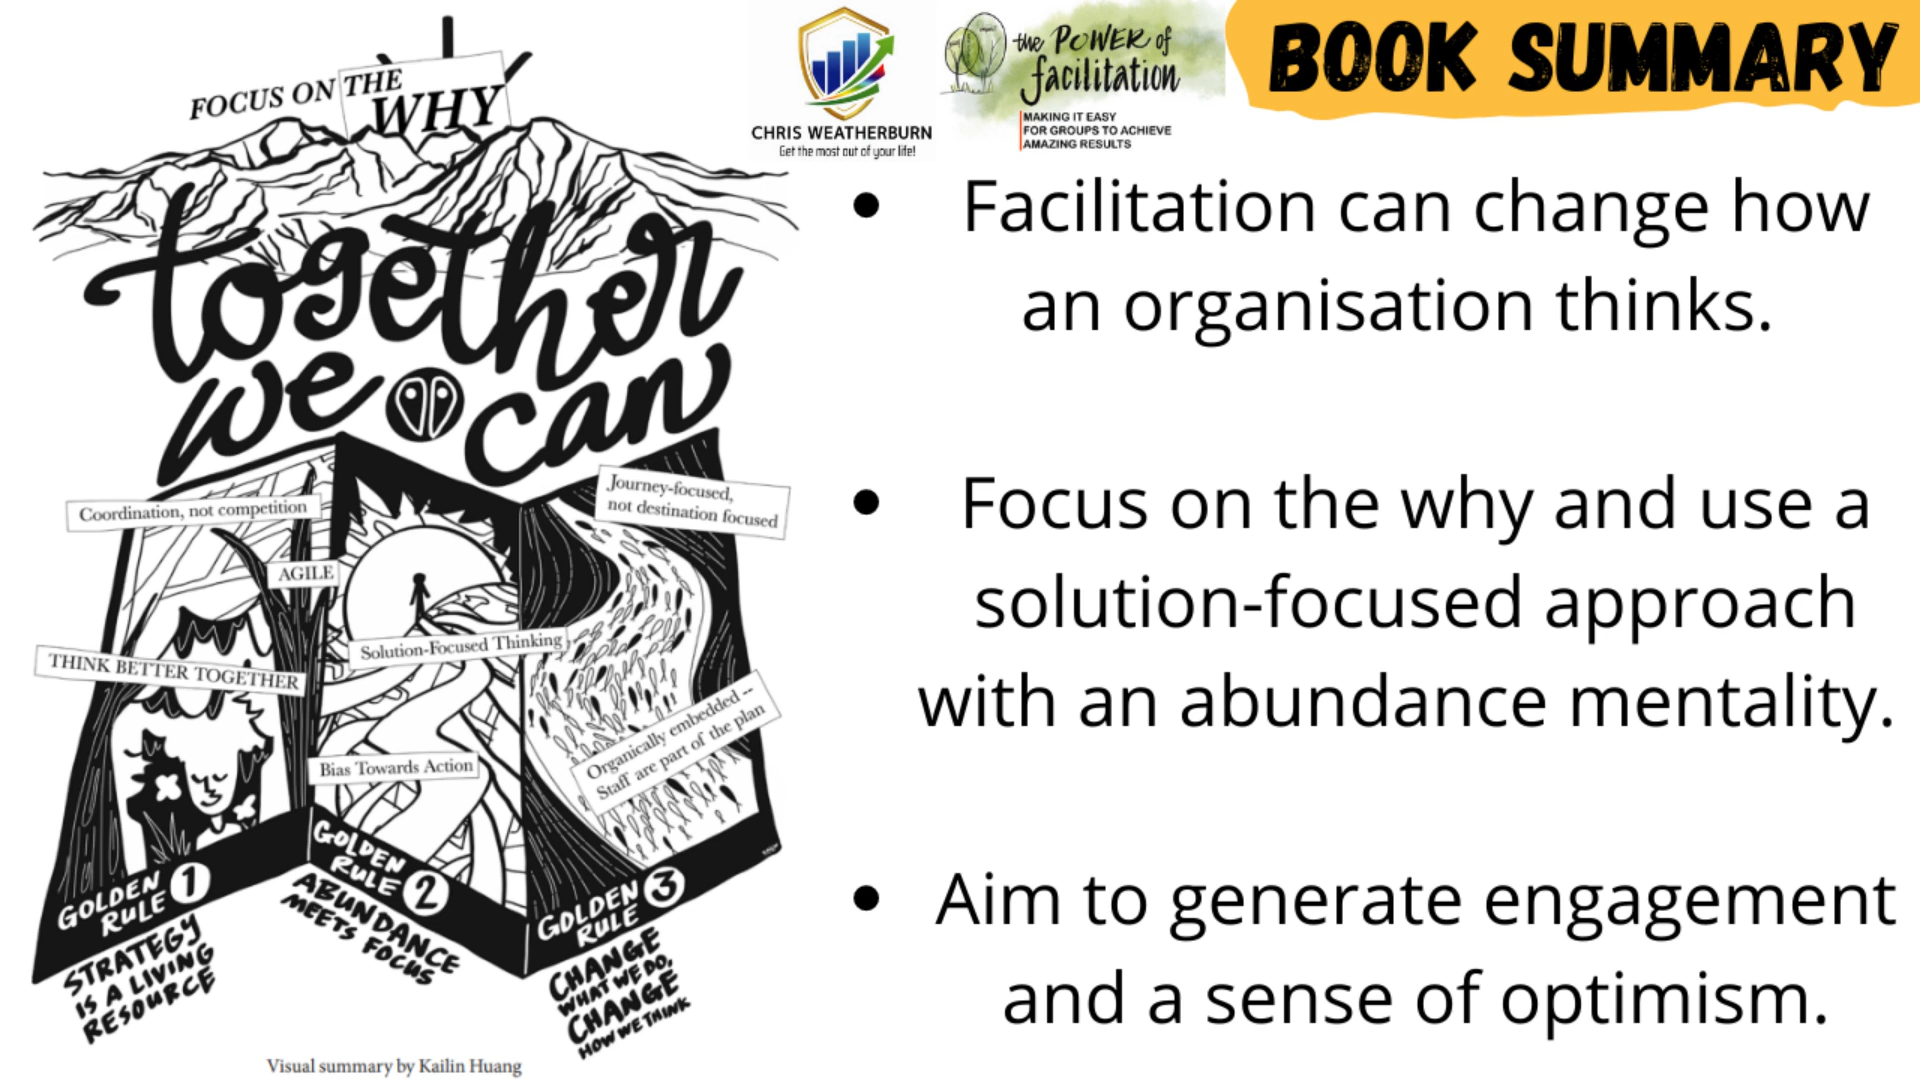 FOCUS ON THE
WHY
together
we can
Coordination, not competition
AGILE
THINK BETTER TOGETHER
Solution-Focused Thinking
Bias Towards Action
Journey-focused,
not destination focused
Organically embedded --
Staff are part of the plan
GOLDEN
RULE 1
STRATEGY
IS A LIVING
RESOURCE
GOLDEN
RULE 2
ABUNDANCE
MEETS FOCUS
GOLDEN
RULE 3
CHANGE
WHAT WE DO,
CHANGE
HOW WE THINK
Visual summary by Kailin Huang
CHRIS WEATHERBURN
Get the most out of your life!
the POWER of
facilitation
MAKING IT EASY
FOR GROUPS TO ACHIEVE
AMAZING RESULTS
BOOK SUMMARY
• Facilitation can change how
an organisation thinks.
• Focus on the why and use a
solution-focused approach
with an abundance mentality.
• Aim to generate engagement
and a sense of optimism.